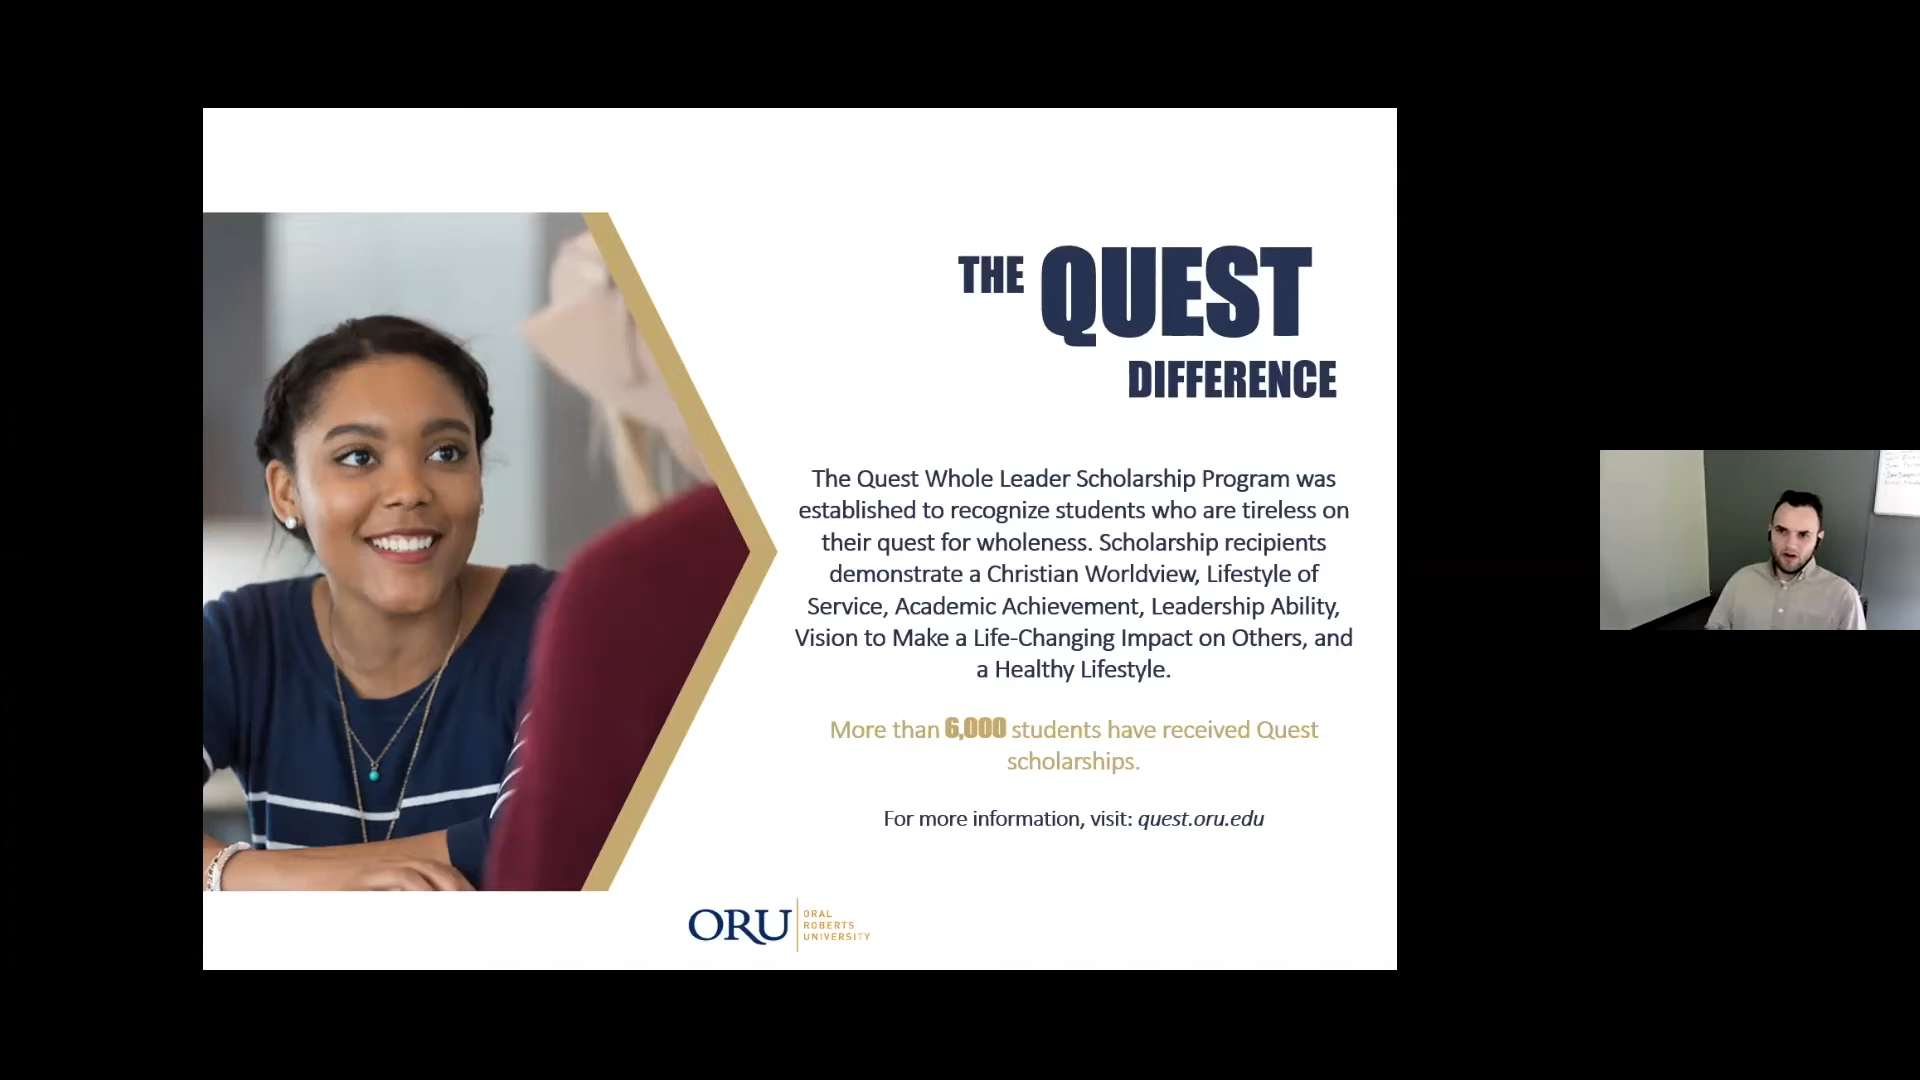 THE QUEST
DIFFERENCE
The Quest Whole Leader Scholarship Program was
established to recognize students who are tireless on
their quest for wholeness. Scholarship recipients
demonstrate a Christian Worldview, Lifestyle of
Service, Academic Achievement, Leadership Ability,
Vision to Make a Life-Changing Impact on Others, and
a Healthy Lifestyle.
More than 6,000 students have received Quest
scholarships.
For more information, visit: quest.oru.edu
ORU
ORAL
ROBERTS
UNIVERSITY